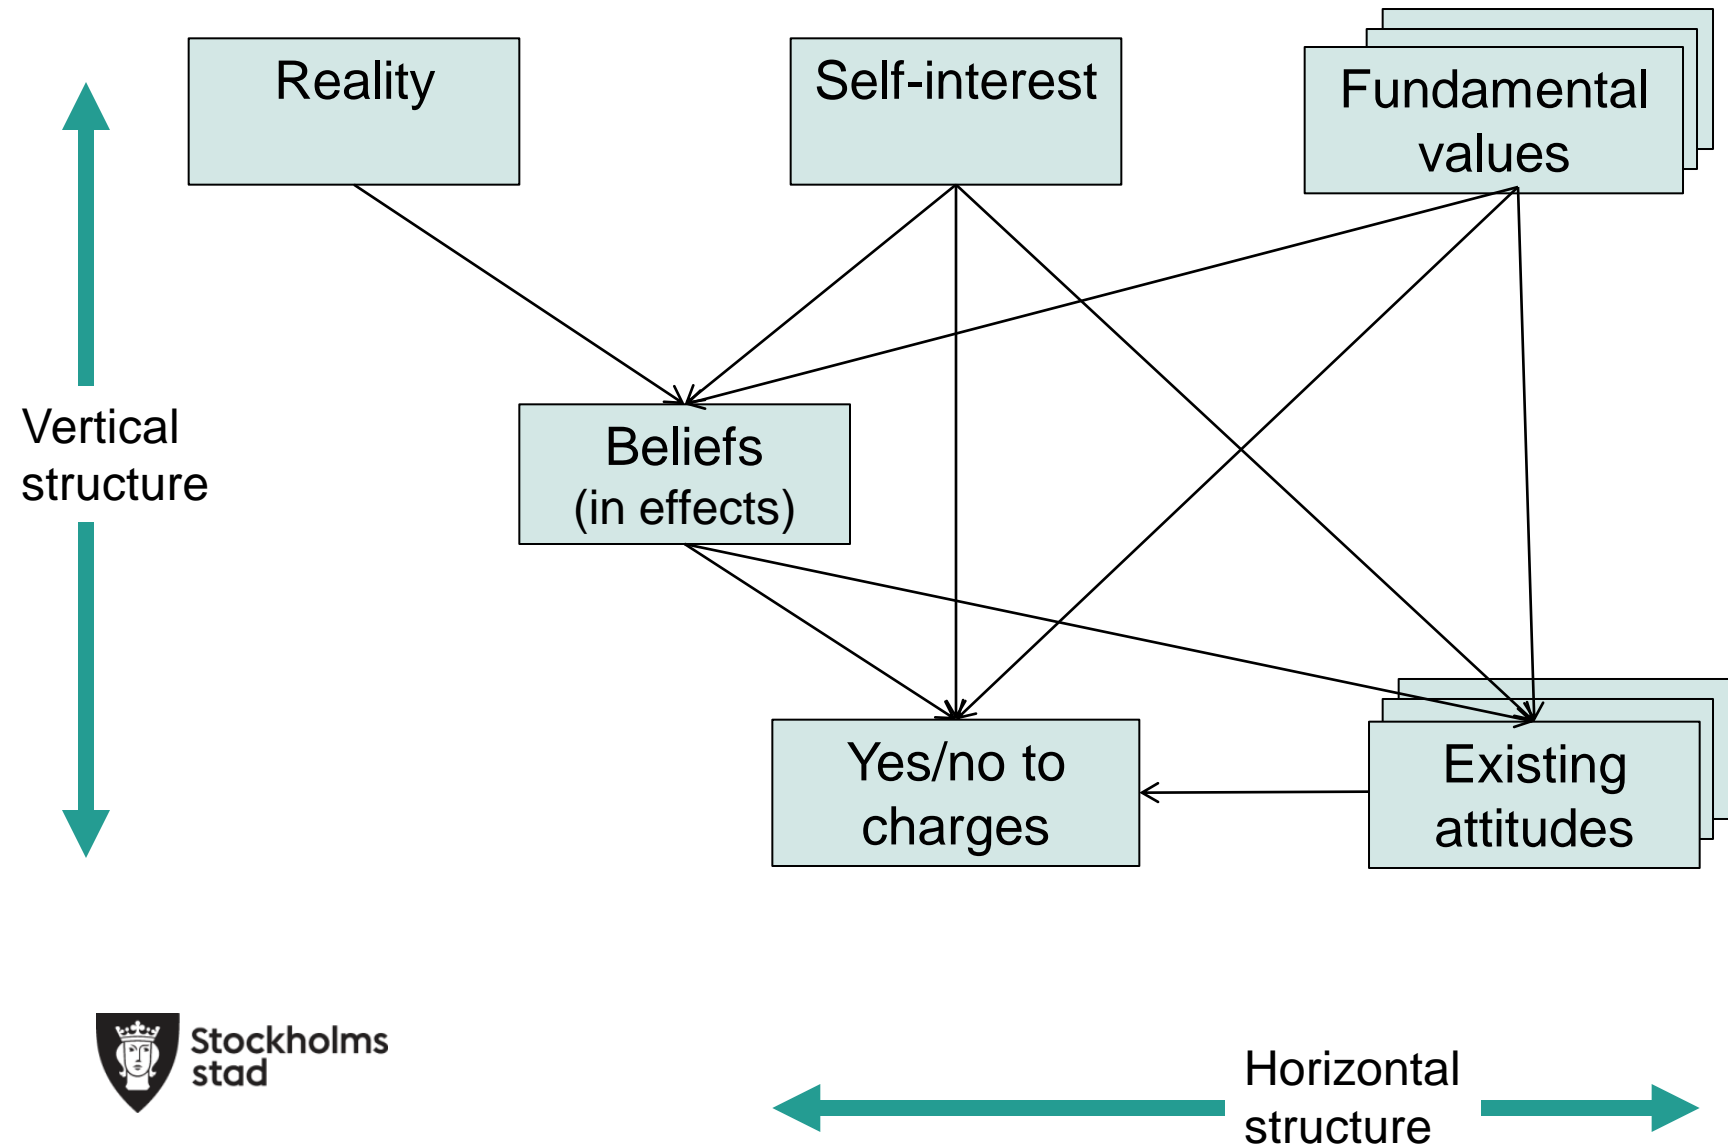 Reality
Self-interest
Fundamental
values
Vertical
structure
Beliefs
(in effects)
Yes/no to
charges
Existing
attitudes
Stockholms
stad
Horizontal
structure